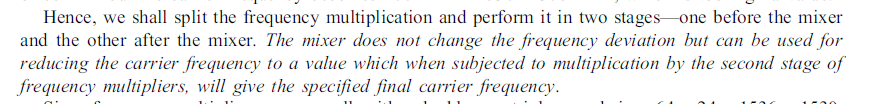 Hence, we shall split the frequency multiplication and perform it in two stages—one before the mixer
and the other after the mixer. The mixer does not change the frequency deviation but can be used for
reducing the carrier frequency to a value which when subjected to multiplication by the second stage of
frequency multipliers, will give the specified final carrier frequency.